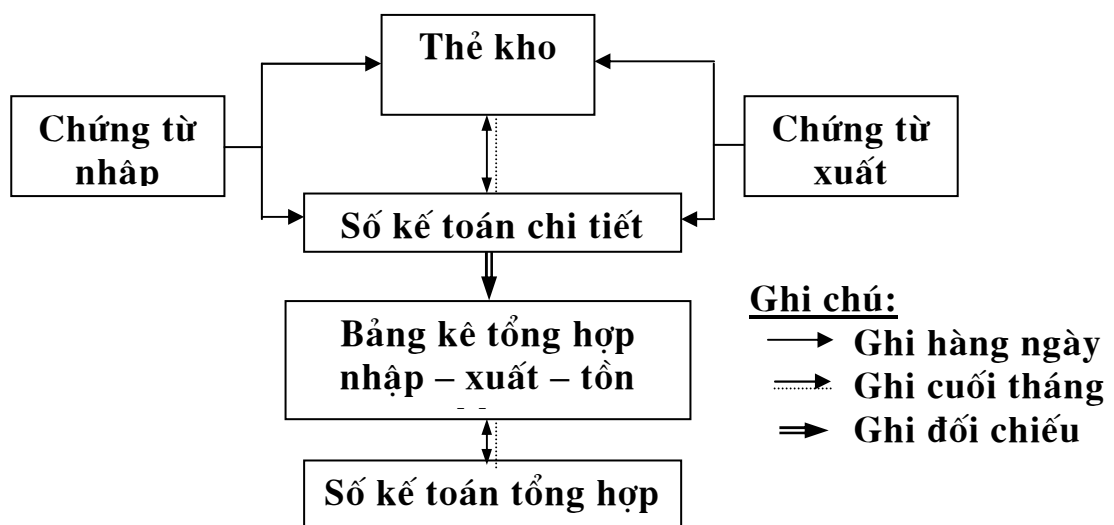 Thẻ kho
Chứng từ
nhập
Chứng từ
xuất
Số kế toán chi tiết
Bảng kê tổng hợp
nhập – xuất – tồn
Số kế toán tổng hợp
Ghi chú:
Ghi hàng ngày
Ghi cuối tháng
Ghi đối chiếu